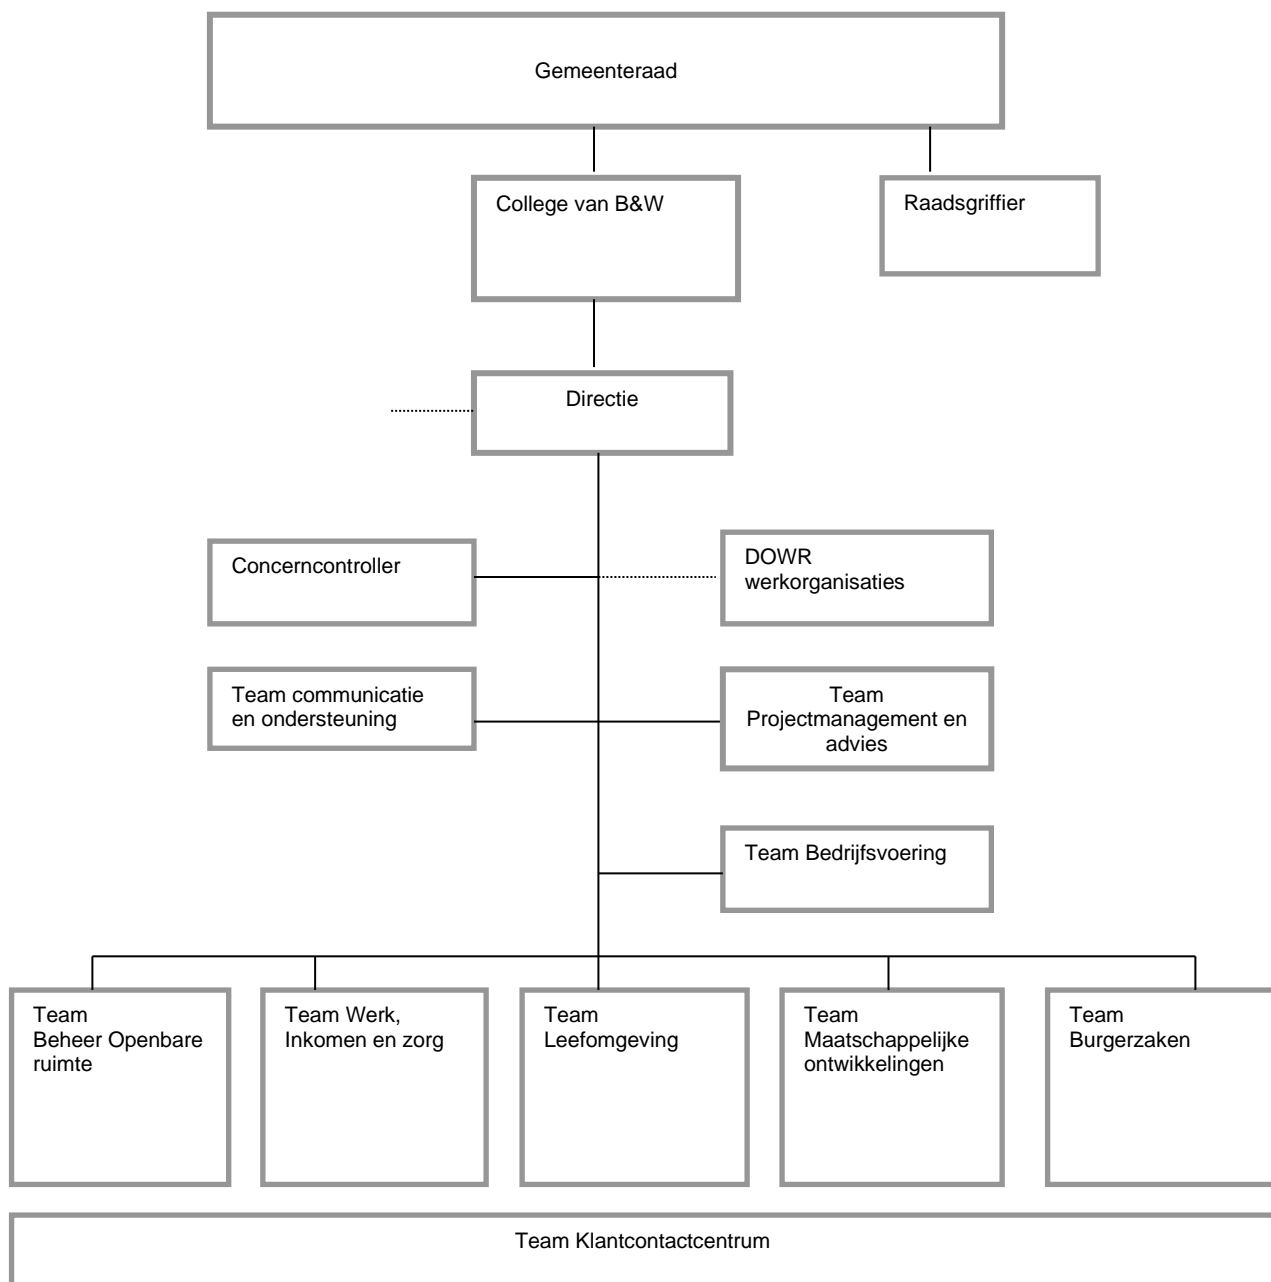 Gemeenteraad
College van B&W
Raadsgriffier
Directie
Concerncontroller
DOWR
werkorganisaties
Team communicatie
en ondersteuning
Team
Projectmanagement en
advies
Team Bedrijfsvoering
Team
Beheer Openbare
ruimte
Team Werk,
Inkomen en zorg
Team
Leefomgeving
Team
Maatschappelijke
ontwikkelingen
Team
Burgerzaken
Team Klantcontactcentrum